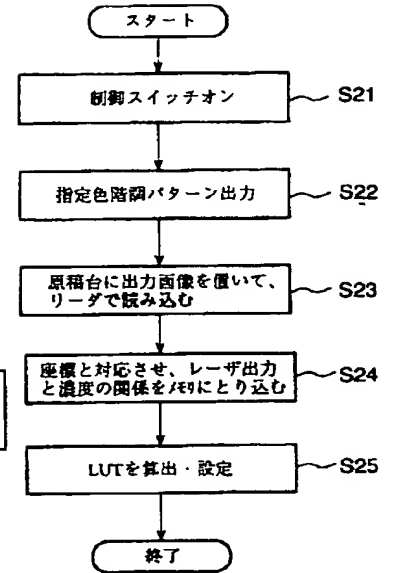 スタート
制御スイッチオン
S21
指定色階調パターン出力
S22
原稿台に出力画像を置いて、
リーダで読み込む
S23
座標と対応させ、レーザ出力
と濃度の関係をメモリにとり込む
S24
LUTを算出・設定
S25
終了